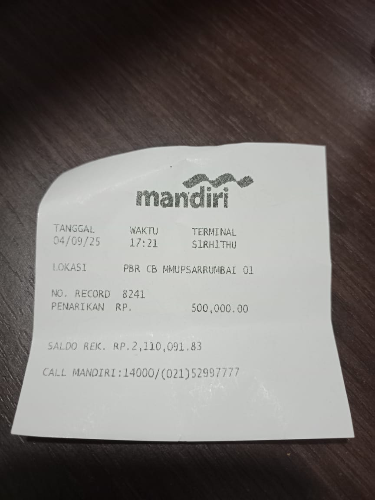 mandiri
TANGGAL WAKTU TERMINAL
04/09/25 17:21 S1RH1THU
LOKASI PBR CB MMUPSARRUMBAI 01
NO. RECORD 8241
PENARIKAN RP. 500,000.00
SALDO REK. RP.2,110,091.83
CALL MANDIRI:14000/(021)52997777